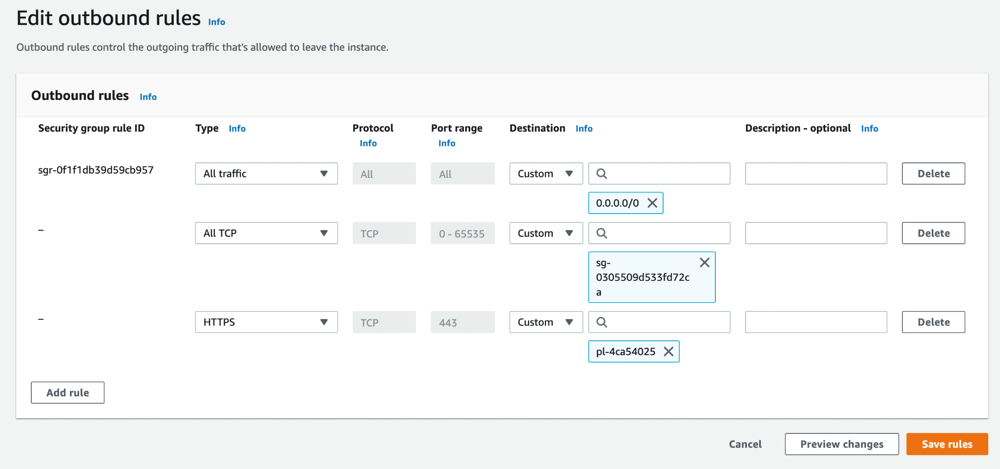 Edit outbound rules Info
Outbound rules control the outgoing traffic that's allowed to leave the instance.
Outbound rules Info
Security group rule ID Type Info Protocol Info Port range Info Destination Info Description - optional Info
sgr-0f1f1db39d59cb957 All traffic All All Custom Delete
0.0.0.0/0
– All TCP TCP 0 - 65535 Custom Delete
sg-
0305509d533fd72c
a
– HTTPS TCP 443 Custom Delete
pl-4ca54025
Add rule
Cancel Preview changes Save rules